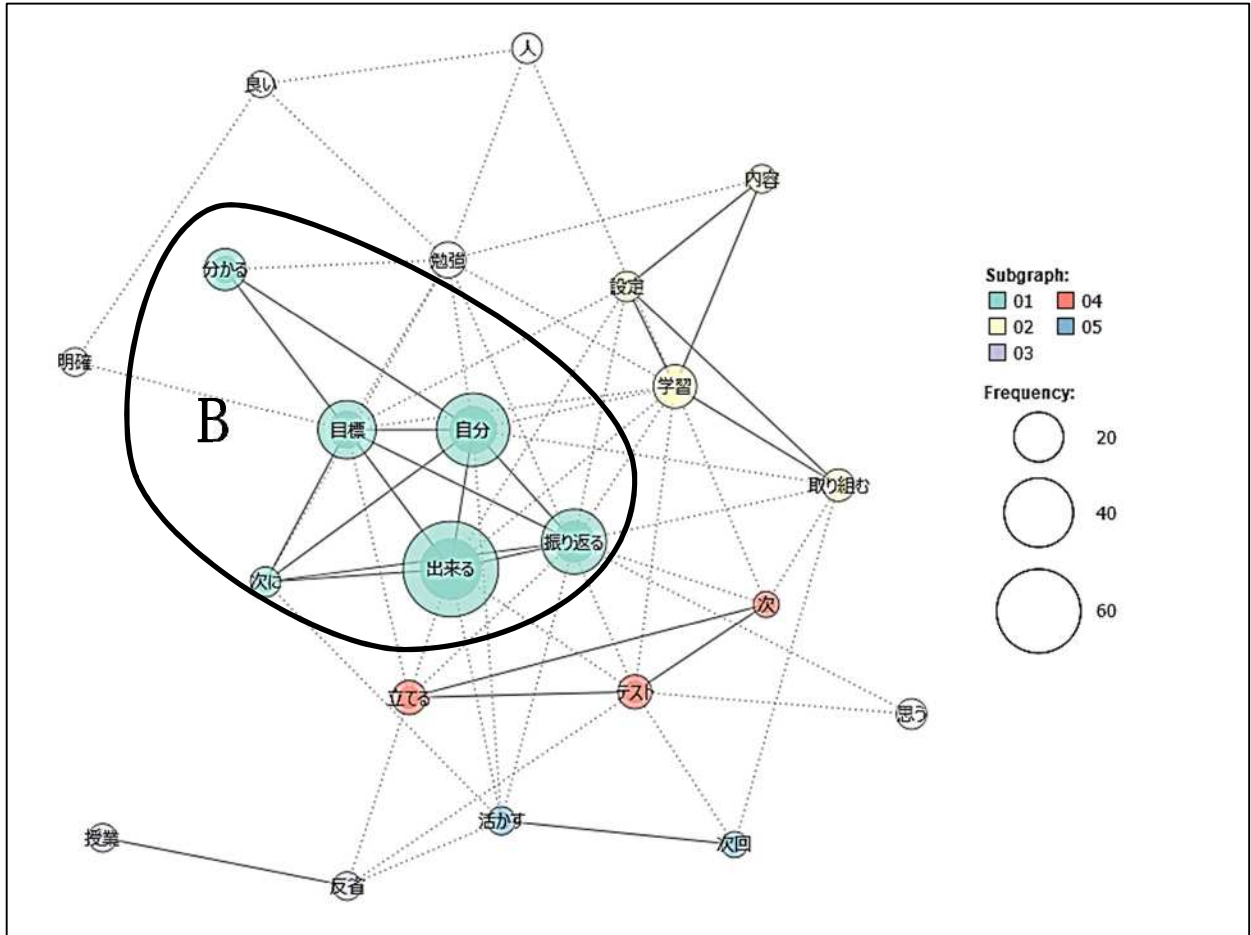 人
良い
内容
分かる
勉強
設定
明確
学習
B
目標
自分
取り組む
出来る
振り返る
次に
次
立てる
テスト
思う
活かす
授業
次回
反省
Subgraph:
01 04
02 05
03
Frequency:
20
40
60